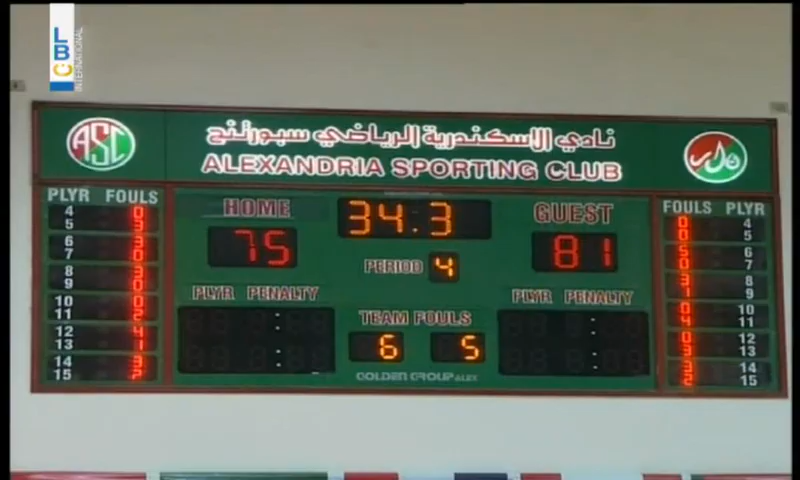 LBC
INTERNATIONAL
نادي الاسكندرية الرياضي سبورتنج
ASC ALEXANDRIA SPORTING CLUB
PLYR FOULS HOME 34:3 GUEST FOULS PLYR
75 81
PERIOD 4
PLYR PENALTY PLYR PENALTY
TEAM FOULS
6 5
GOLDEN GROUP ALEX
4 0 0 4
5 3 0 5
6 3 5 6
7 0 0 7
8 3 3 8
9 0 1 9
10 0 0 10
11 2 4 11
12 4 0 12
13 1 3 13
14 3 3 14
15 2 15